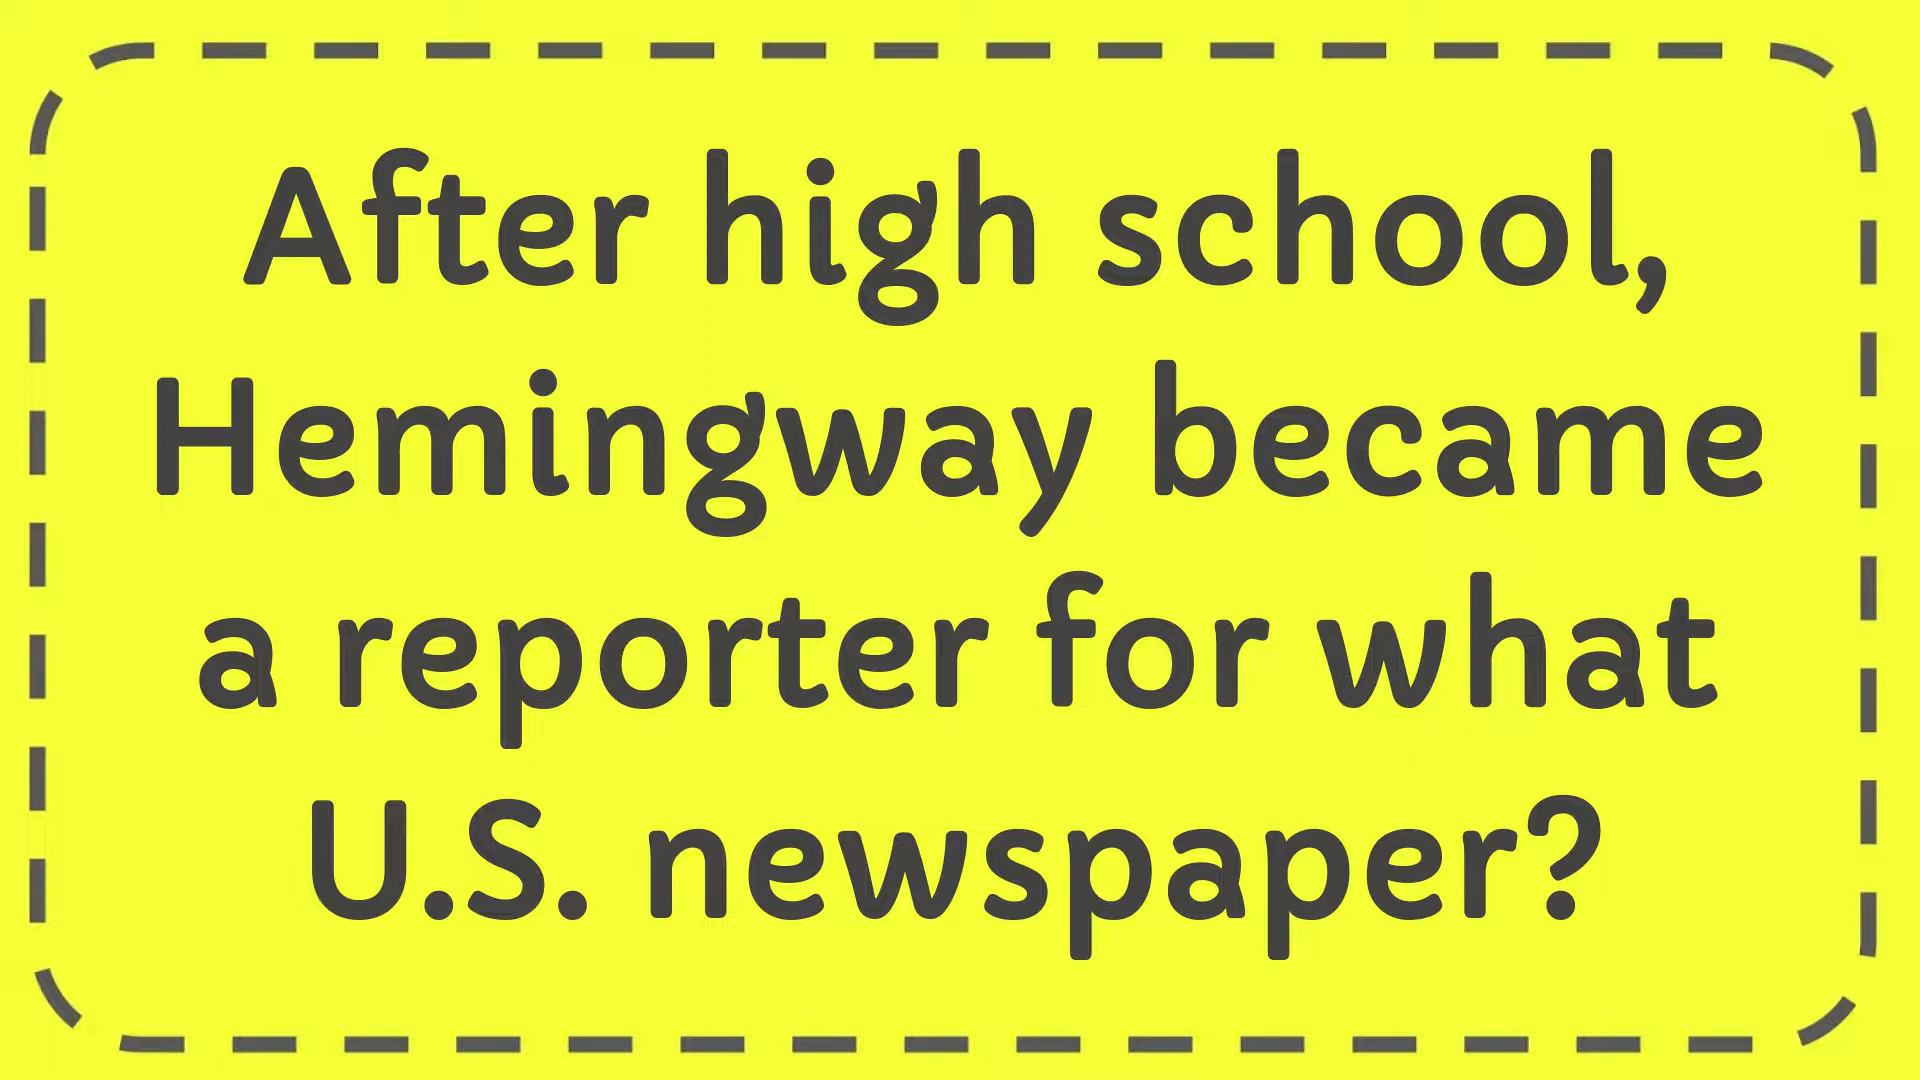 After high school,
Hemingway became
a reporter for what
U.S. newspaper?